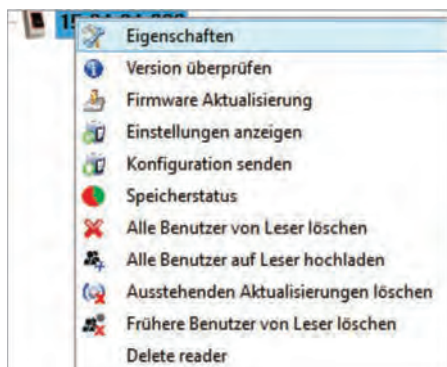 Eigenschaften
Version überprüfen
Firmware Aktualisierung
Einstellungen anzeigen
Konfiguration senden
Speicherstatus
Alle Benutzer von Leser löschen
Alle Benutzer auf Leser hochladen
Ausstehenden Aktualisierungen löschen
Frühere Benutzer von Leser löschen
Delete reader